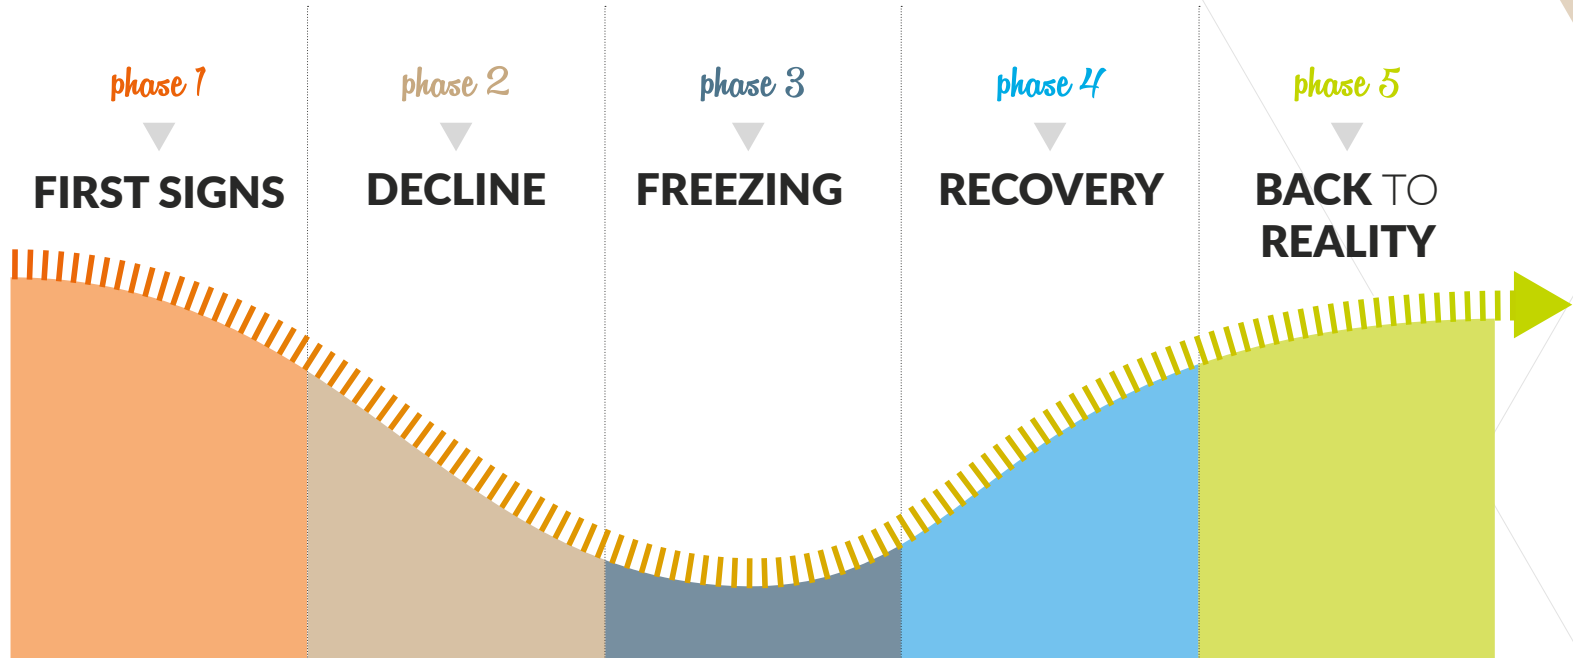 phase 1
FIRST SIGNS
phase 2
DECLINE
phase 3
FREEZING
phase 4
RECOVERY
phase 5
BACK TO
REALITY